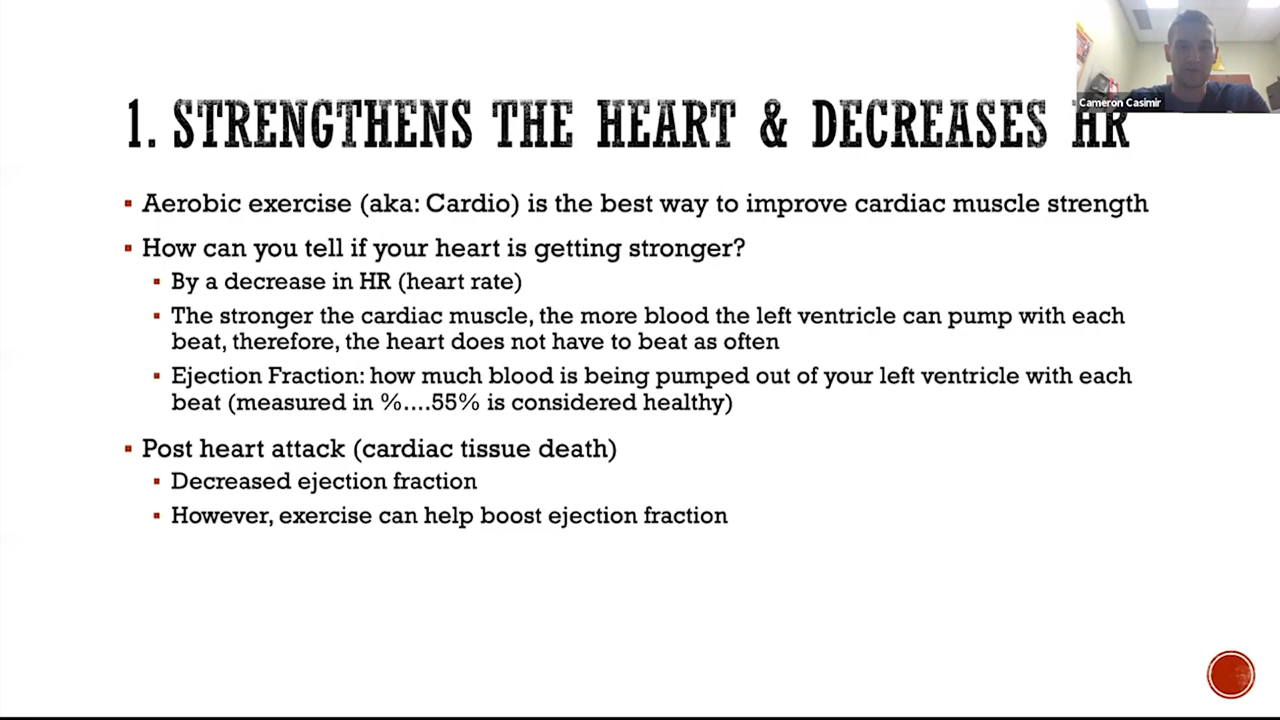 Cameron Casimir
1. STRENGTHENS THE HEART & DECREASES HR
Aerobic exercise (aka: Cardio) is the best way to improve cardiac muscle strength
How can you tell if your heart is getting stronger?
By a decrease in HR (heart rate)
The stronger the cardiac muscle, the more blood the left ventricle can pump with each
beat, therefore, the heart does not have to beat as often
Ejection Fraction: how much blood is being pumped out of your left ventricle with each
beat (measured in %....55% is considered healthy)
Post heart attack (cardiac tissue death)
Decreased ejection fraction
However, exercise can help boost ejection fraction